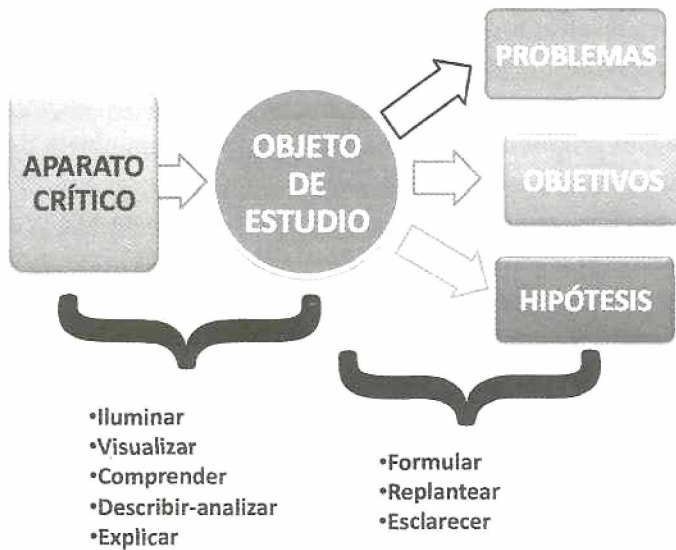 PROBLEMAS
APARATO
CRÍTICO
OBJETO
DE
ESTUDIO
OBJETIVOS
HIPÓTESIS
•Iluminar
•Visualizar
•Comprender
•Describir-analizar
•Explicar
•Formular
•Replantear
•Esclarecer